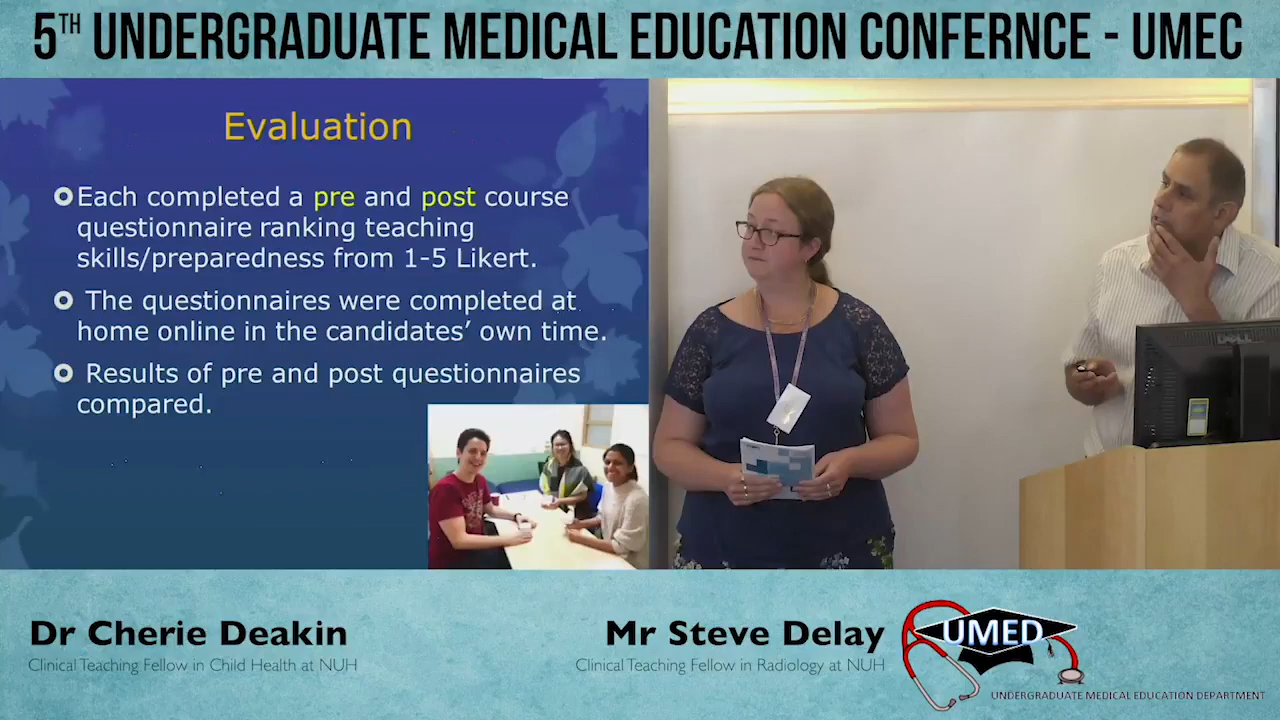 5TH UNDERGRADUATE MEDICAL EDUCATION CONFERNCE - UMEC
Evaluation
Each completed a pre and post course
questionnaire ranking teaching
skills/preparedness from 1-5 Likert.
The questionnaires were completed at
home online in the candidates’ own time.
Results of pre and post questionnaires
compared.
DELL
Dr Cherie Deakin
Clinical Teaching Fellow in Child Health at NUH
Mr Steve Delay
Clinical Teaching Fellow in Radiology at NUH
UMED
UNDERGRADUATE MEDICAL EDUCATION DEPARTMENT